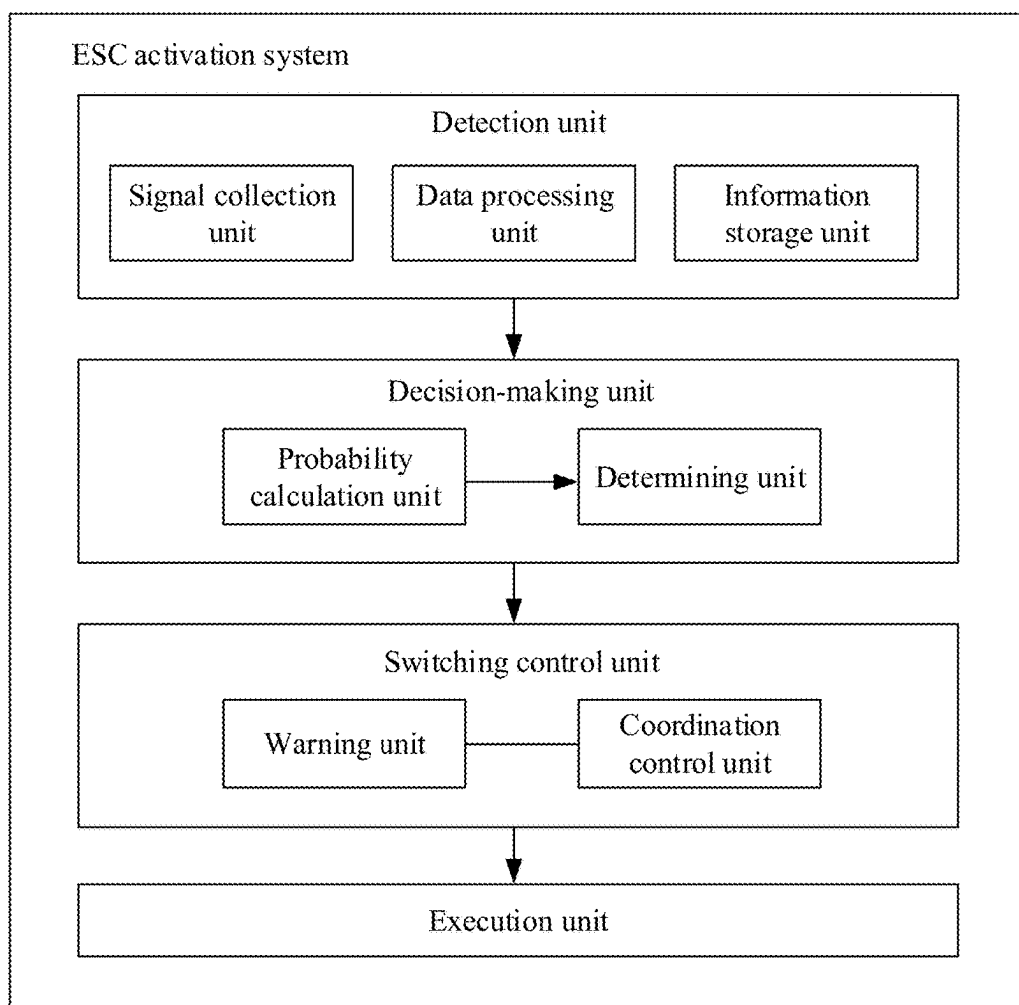 ESC activation system
Detection unit
Signal collection
unit
Data processing
unit
Information
storage unit
Decision-making unit
Probability
calculation unit
Determining unit
Switching control unit
Warning unit
Coordination
control unit
Execution unit